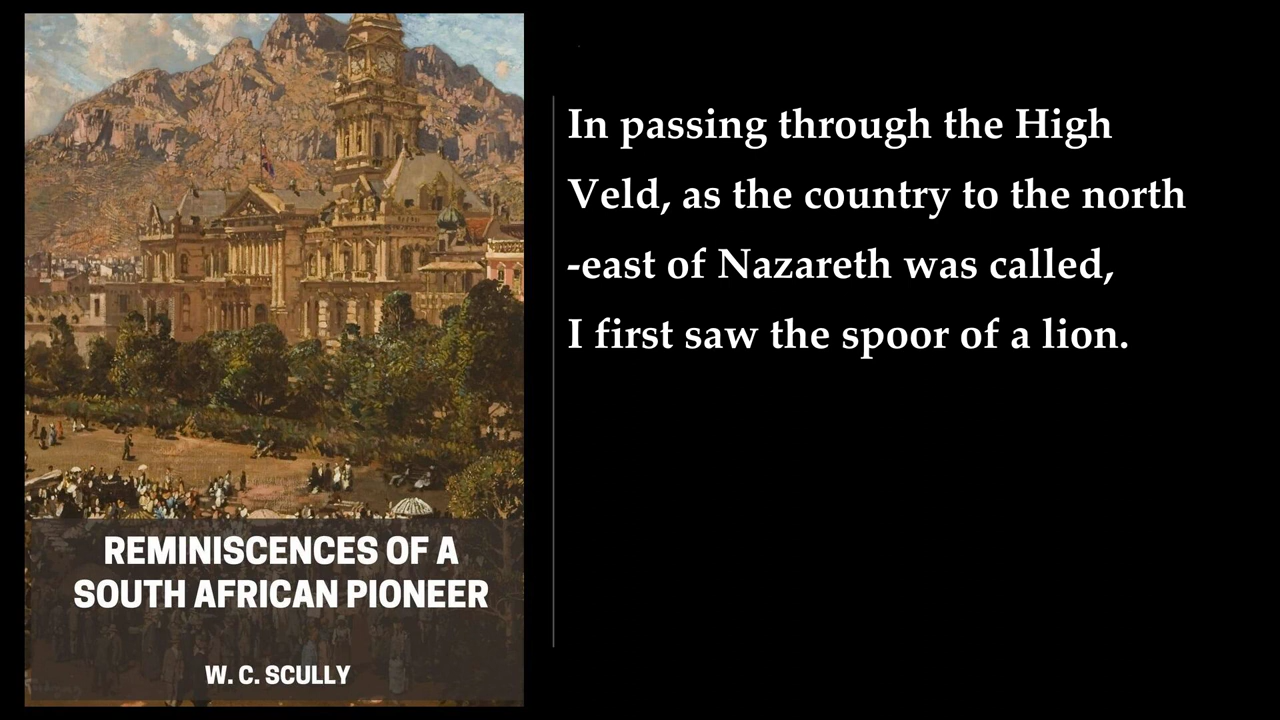 In passing through the High
Veld, as the country to the north
-east of Nazareth was called,
I first saw the spoor of a lion.
REMINISCENCES OF A
SOUTH AFRICAN PIONEER
W. C. SCULLY